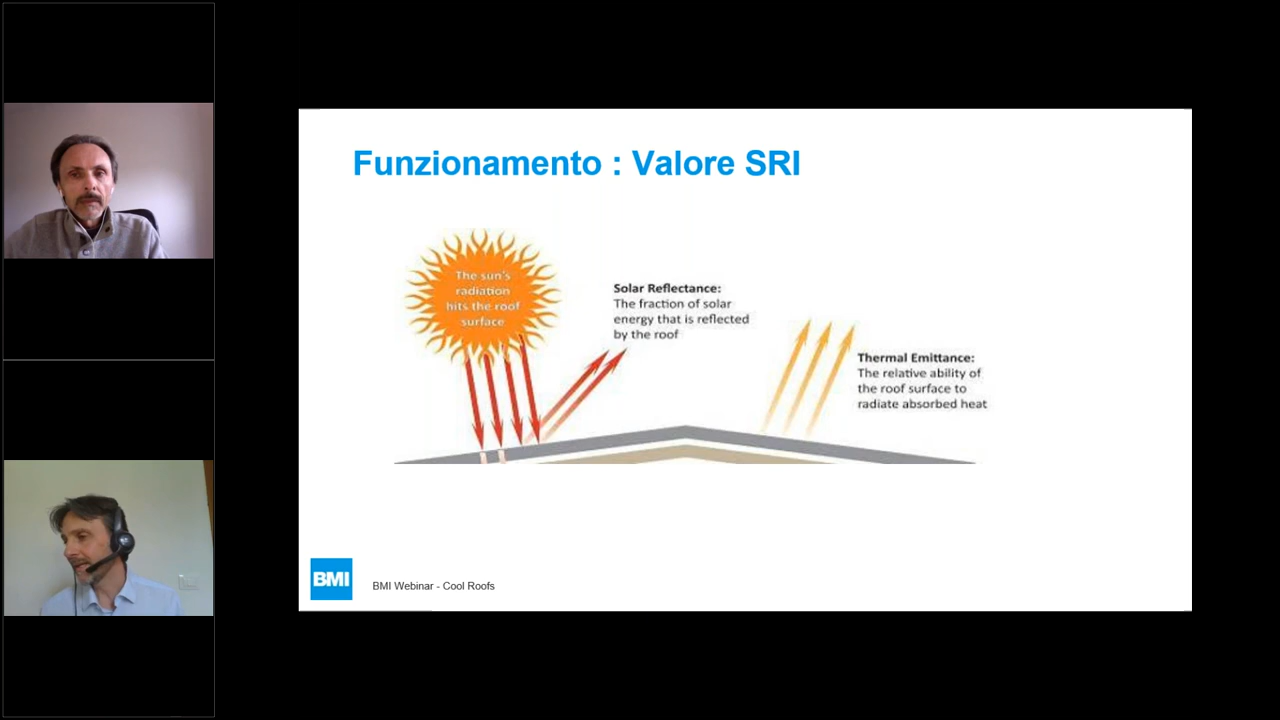 Funzionamento : Valore SRI
The sun's
radiation
hits the roof
surface
Solar Reflectance:
The fraction of solar
energy that is reflected
by the roof
Thermal Emittance:
The relative ability of
the roof surface to
radiate absorbed heat
BMI
BMI Webinar - Cool Roofs